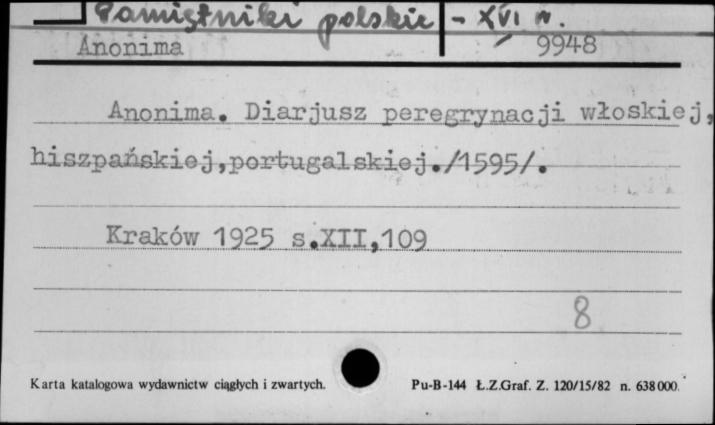 Pamiętniki polskie - XVI w.
Anonima 9948
Anonima. Diarjusz peregrynacji włoskiej,
hiszpańskiej,portugalskiej./1595/.
Kraków 1925 s.XII,109
8
Karta katalogowa wydawnictw ciągłych i zwartych. Pu-B-144 Ł.Z.Graf. Z. 120/15/82 n. 638000.